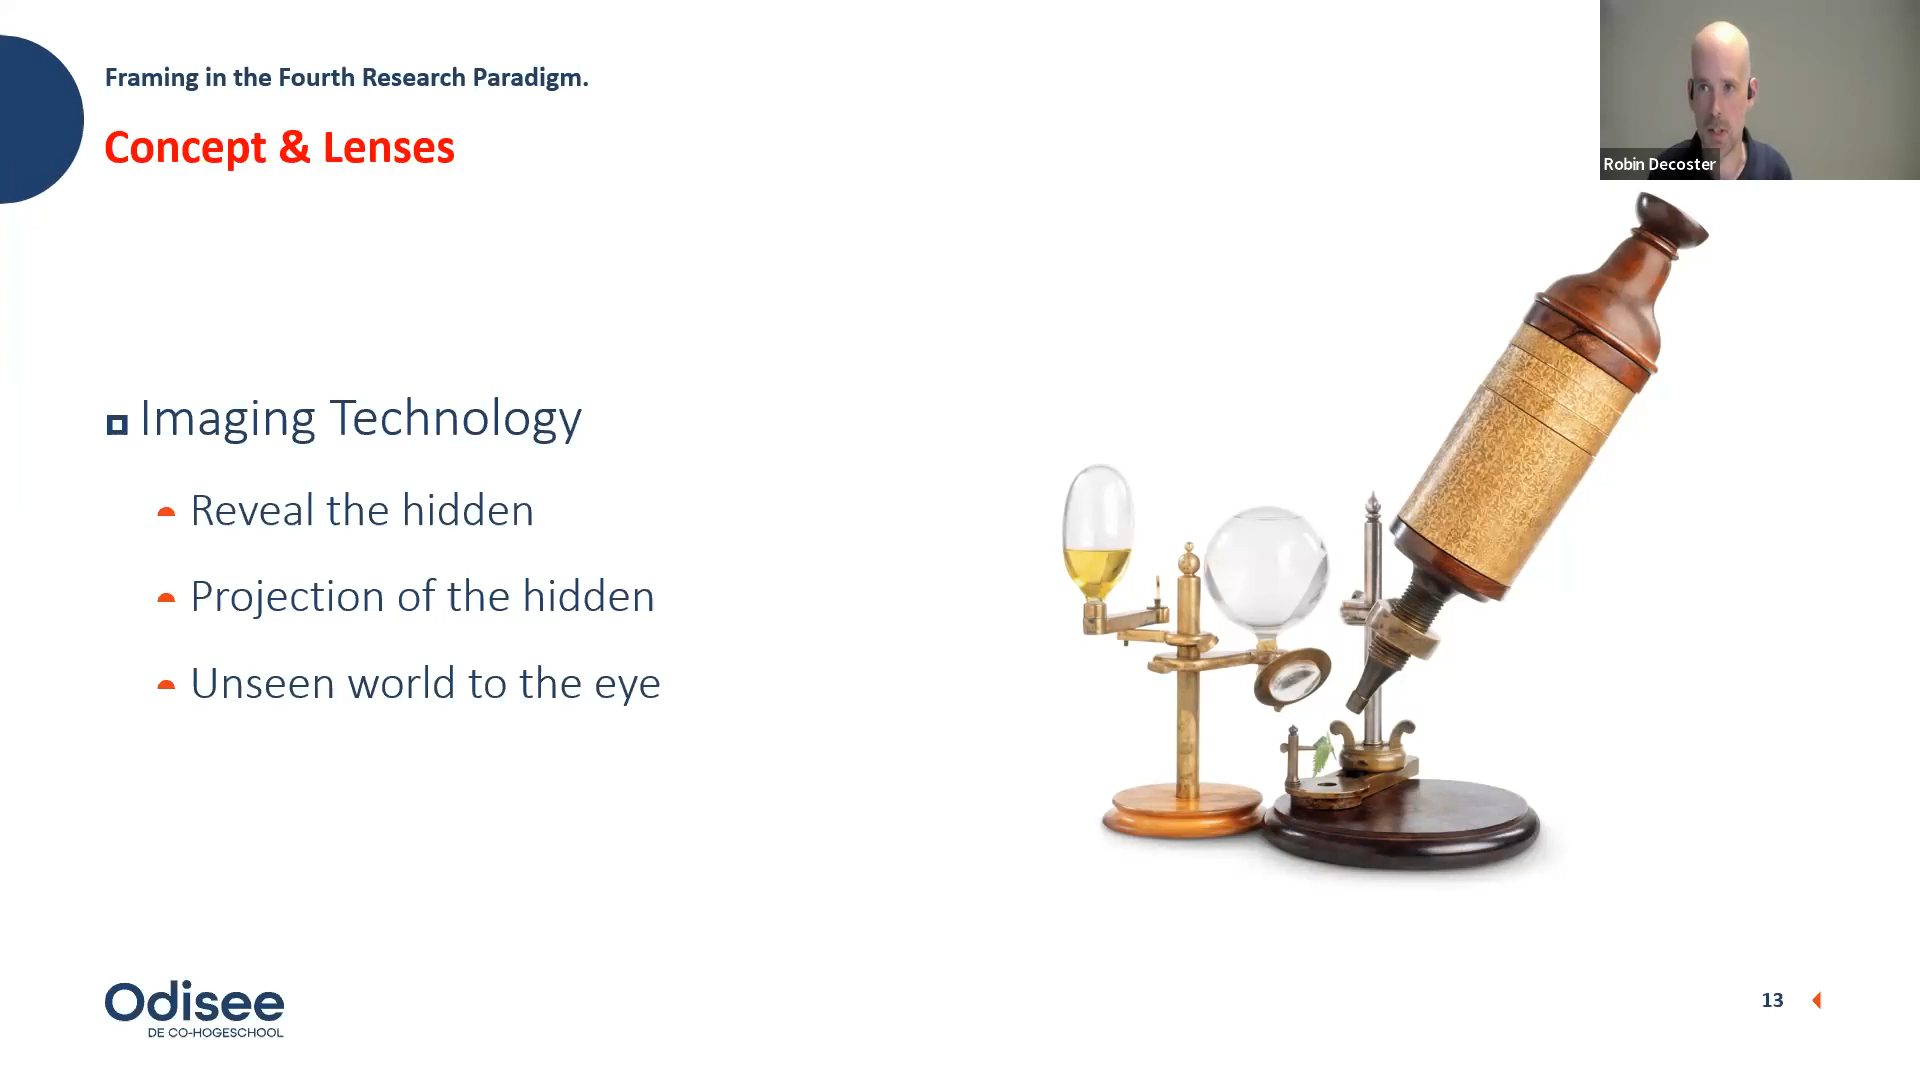 Framing in the Fourth Research Paradigm.
Concept & Lenses
Robin Decoster
Imaging Technology
Reveal the hidden
Projection of the hidden
Unseen world to the eye
Odisee
DE CO-HOGESCHOOL
13